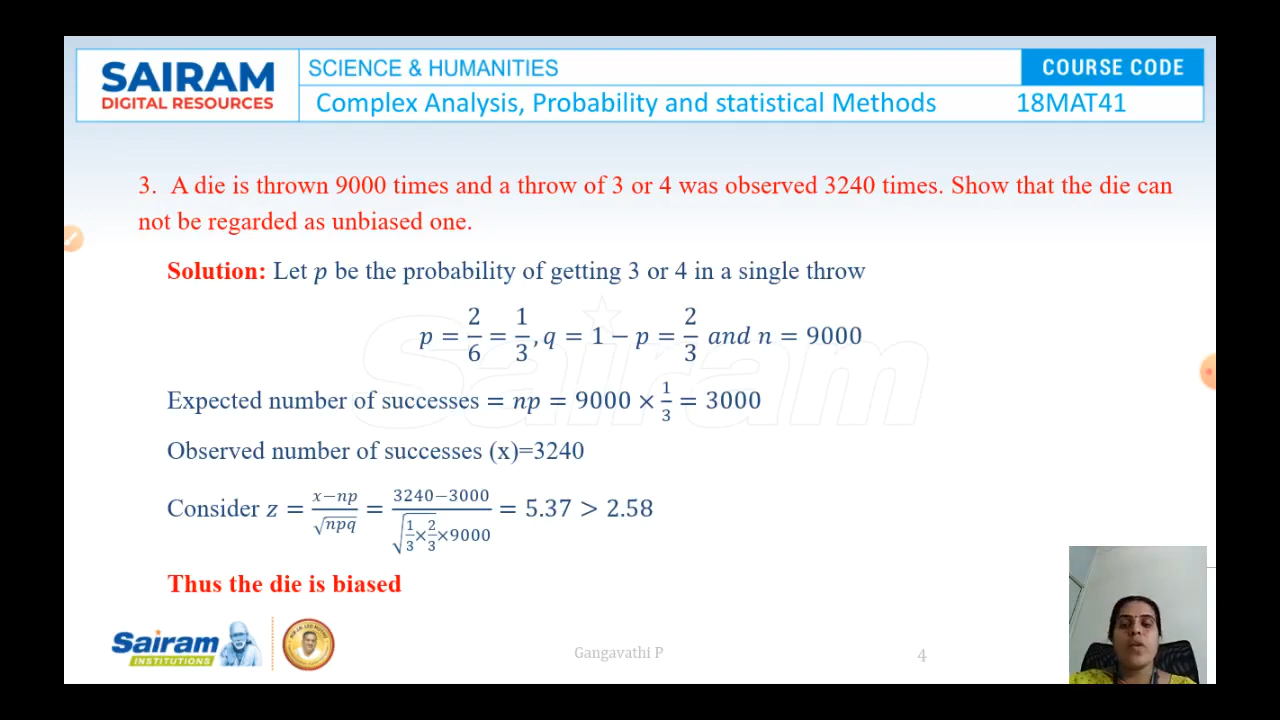 SAIRAM
DIGITAL RESOURCES
SCIENCE & HUMANITIES
COURSE CODE
Complex Analysis, Probability and statistical Methods
18MAT41
3. A die is thrown 9000 times and a throw of 3 or 4 was observed 3240 times. Show that the die can
not be regarded as unbiased one.
Solution: Let p be the probability of getting 3 or 4 in a single throw
p = 2/6 = 1/3, q = 1 − p = 2/3 and n = 9000
Expected number of successes = np = 9000 × 1/3 = 3000
Observed number of successes (x)=3240
Consider z = (x−np)/√(npq) = (3240−3000)/√(1/3×2/3×9000) = 5.37 > 2.58
Thus the die is biased
Sairam
INSTITUTIONS
Gangavathi P
4